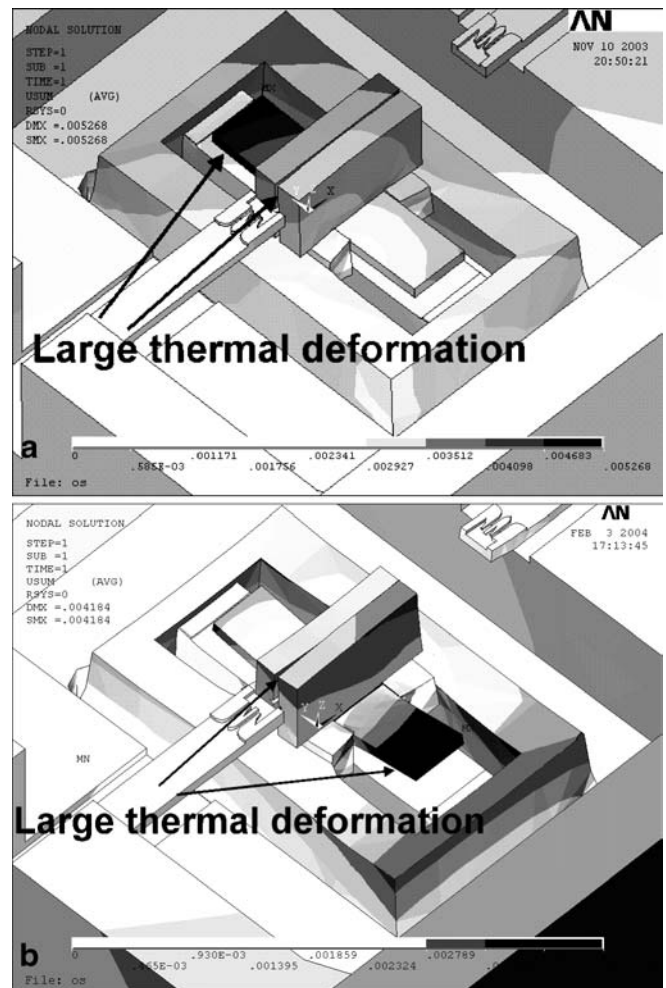 NODAL SOLUTION
STEP=1
SUB =1
TIME=1
USUM (AVG)
RSYS=0
DMX =.005268
SMX =.005268
AN
NOV 10 2003
20:50:21
MX
Y Z X
Large thermal deformation
a
0 .001171 .002341 .003512 .004683
.585E-03 .001756 .002927 .004098 .005268
File: os
NODAL SOLUTION
STEP=1
SUB =1
TIME=1
USUM (AVG)
RSYS=0
DMX =.004184
SMX =.004184
AN
FEB 3 2004
17:13:45
Y Z X
MN
Large thermal deformation
b
0 .930E-03 .001859 .002789
.001395 .002324
File: os